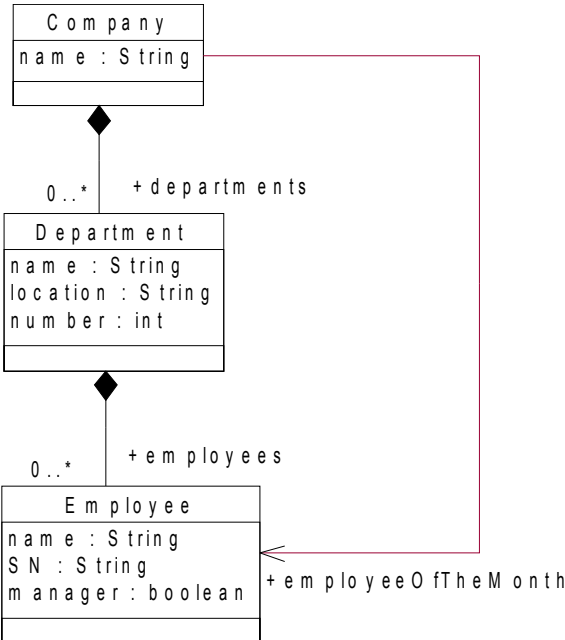 Company
name : String
0..*
+departments
Department
name : String
location : String
number : int
0..*
+employees
Employee
name : String
SN : String
manager : boolean
+employeeOfTheMonth